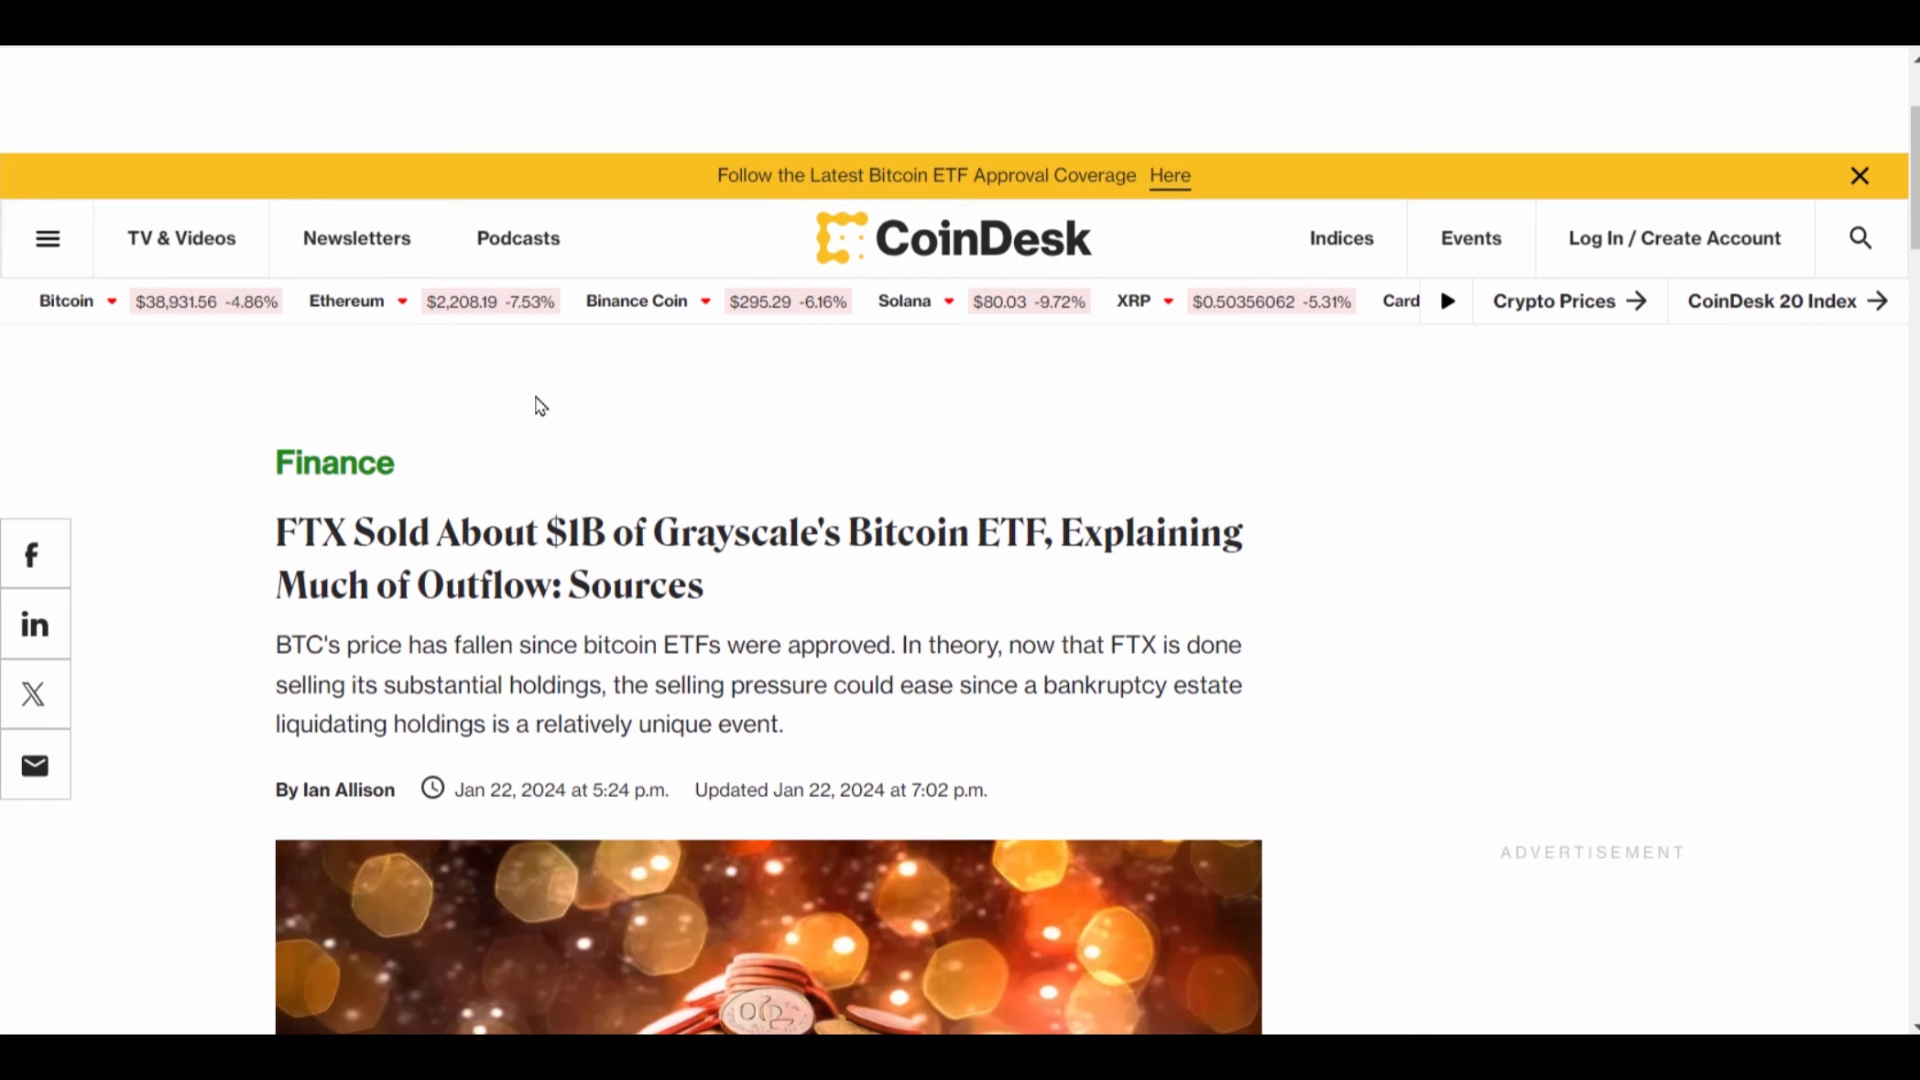 Follow the Latest Bitcoin ETF Approval Coverage Here
TV & Videos Newsletters Podcasts CoinDesk Indices Events Log In / Create Account
Bitcoin $38,931.56 -4.86% Ethereum $2,208.19 -7.53% Binance Coin $295.29 -6.16% Solana $80.03 -9.72% XRP $0.50356062 -5.31% Card Crypto Prices CoinDesk 20 Index
Finance
FTX Sold About $1B of Grayscale's Bitcoin ETF, Explaining
Much of Outflow: Sources
BTC's price has fallen since bitcoin ETFs were approved. In theory, now that FTX is done
selling its substantial holdings, the selling pressure could ease since a bankruptcy estate
liquidating holdings is a relatively unique event.
By Ian Allison Jan 22, 2024 at 5:24 p.m. Updated Jan 22, 2024 at 7:02 p.m.
ADVERTISEMENT